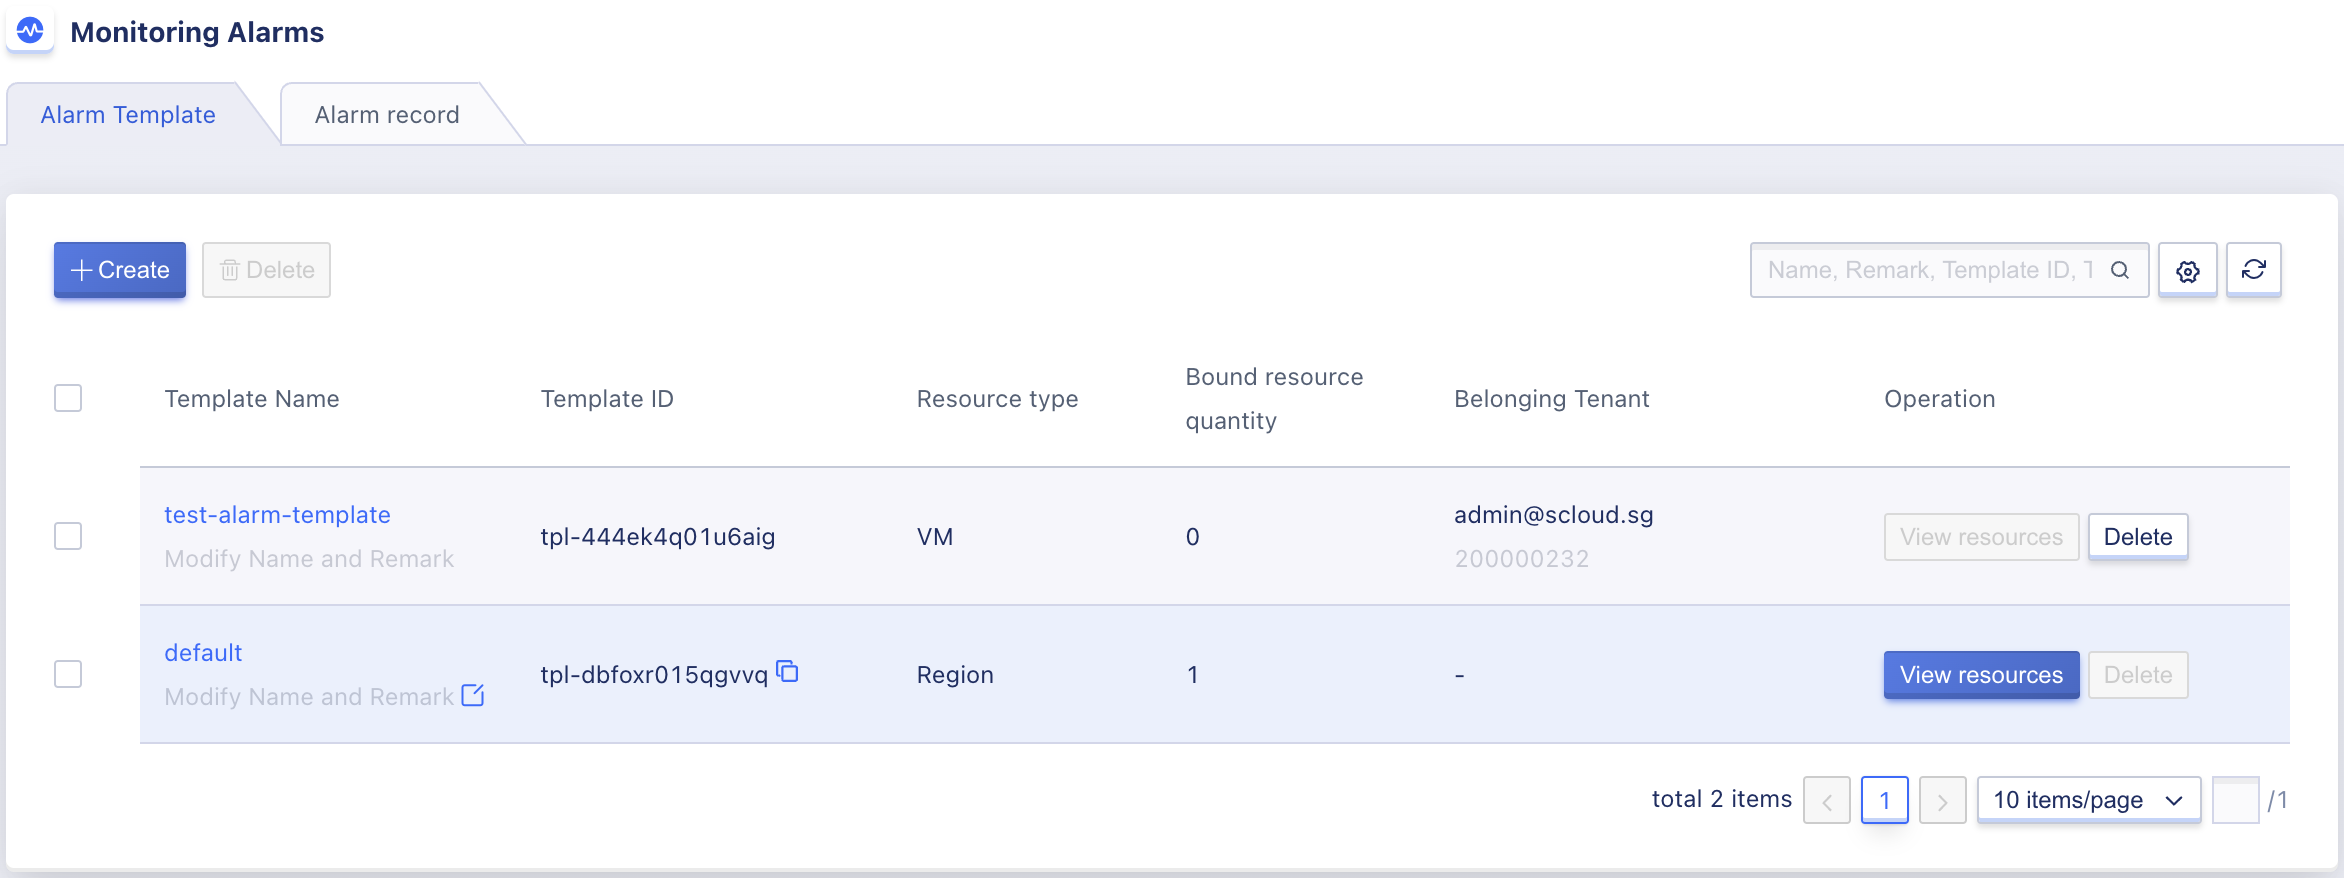 Monitoring Alarms
Alarm Template
Alarm record
Create
Delete
Name, Remark, Template ID, T
Template Name
Template ID
Resource type
Bound resource
quantity
Belonging Tenant
Operation
test-alarm-template
Modify Name and Remark
tpl-444ek4q01u6aig
VM
0
admin@scloud.sg
200000232
View resources
Delete
default
Modify Name and Remark
tpl-dbfoxr015qgvvq
Region
1
-
View resources
Delete
total 2 items
1
10 items/page
/1